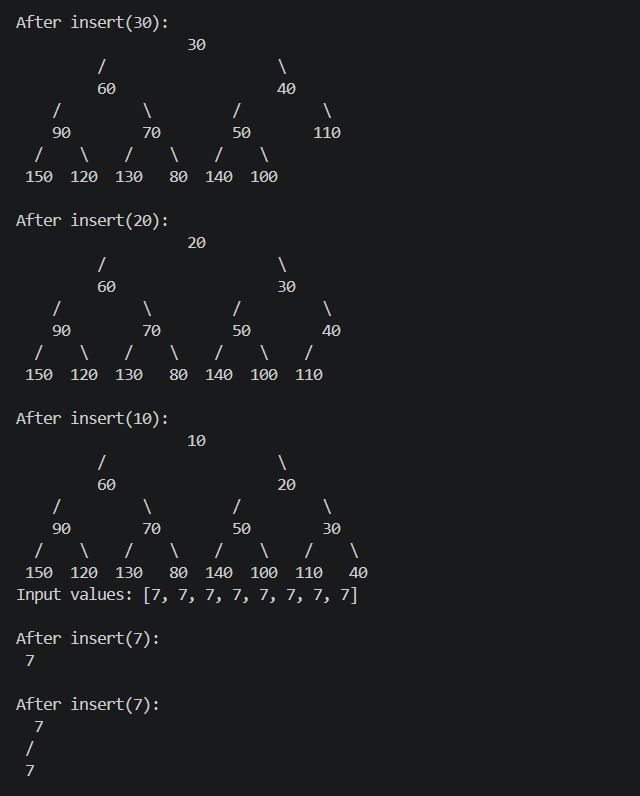 After insert(30):
                   30
         /                   \
         60                  40
    /         \         /         \
    90        70        50       110
  /    \    /    \    /    \
 150  120  130   80  140  100

After insert(20):
                   20
         /                   \
         60                  30
    /         \         /         \
    90        70        50        40
  /    \    /    \    /    \    /
 150  120  130   80  140  100  110

After insert(10):
                   10
         /                   \
         60                  20
    /         \         /         \
    90        70        50        30
  /    \    /    \    /    \    /    \
 150  120  130   80  140  100  110   40
Input values: [7, 7, 7, 7, 7, 7, 7, 7]

After insert(7):
 7

After insert(7):
  7
 /
 7